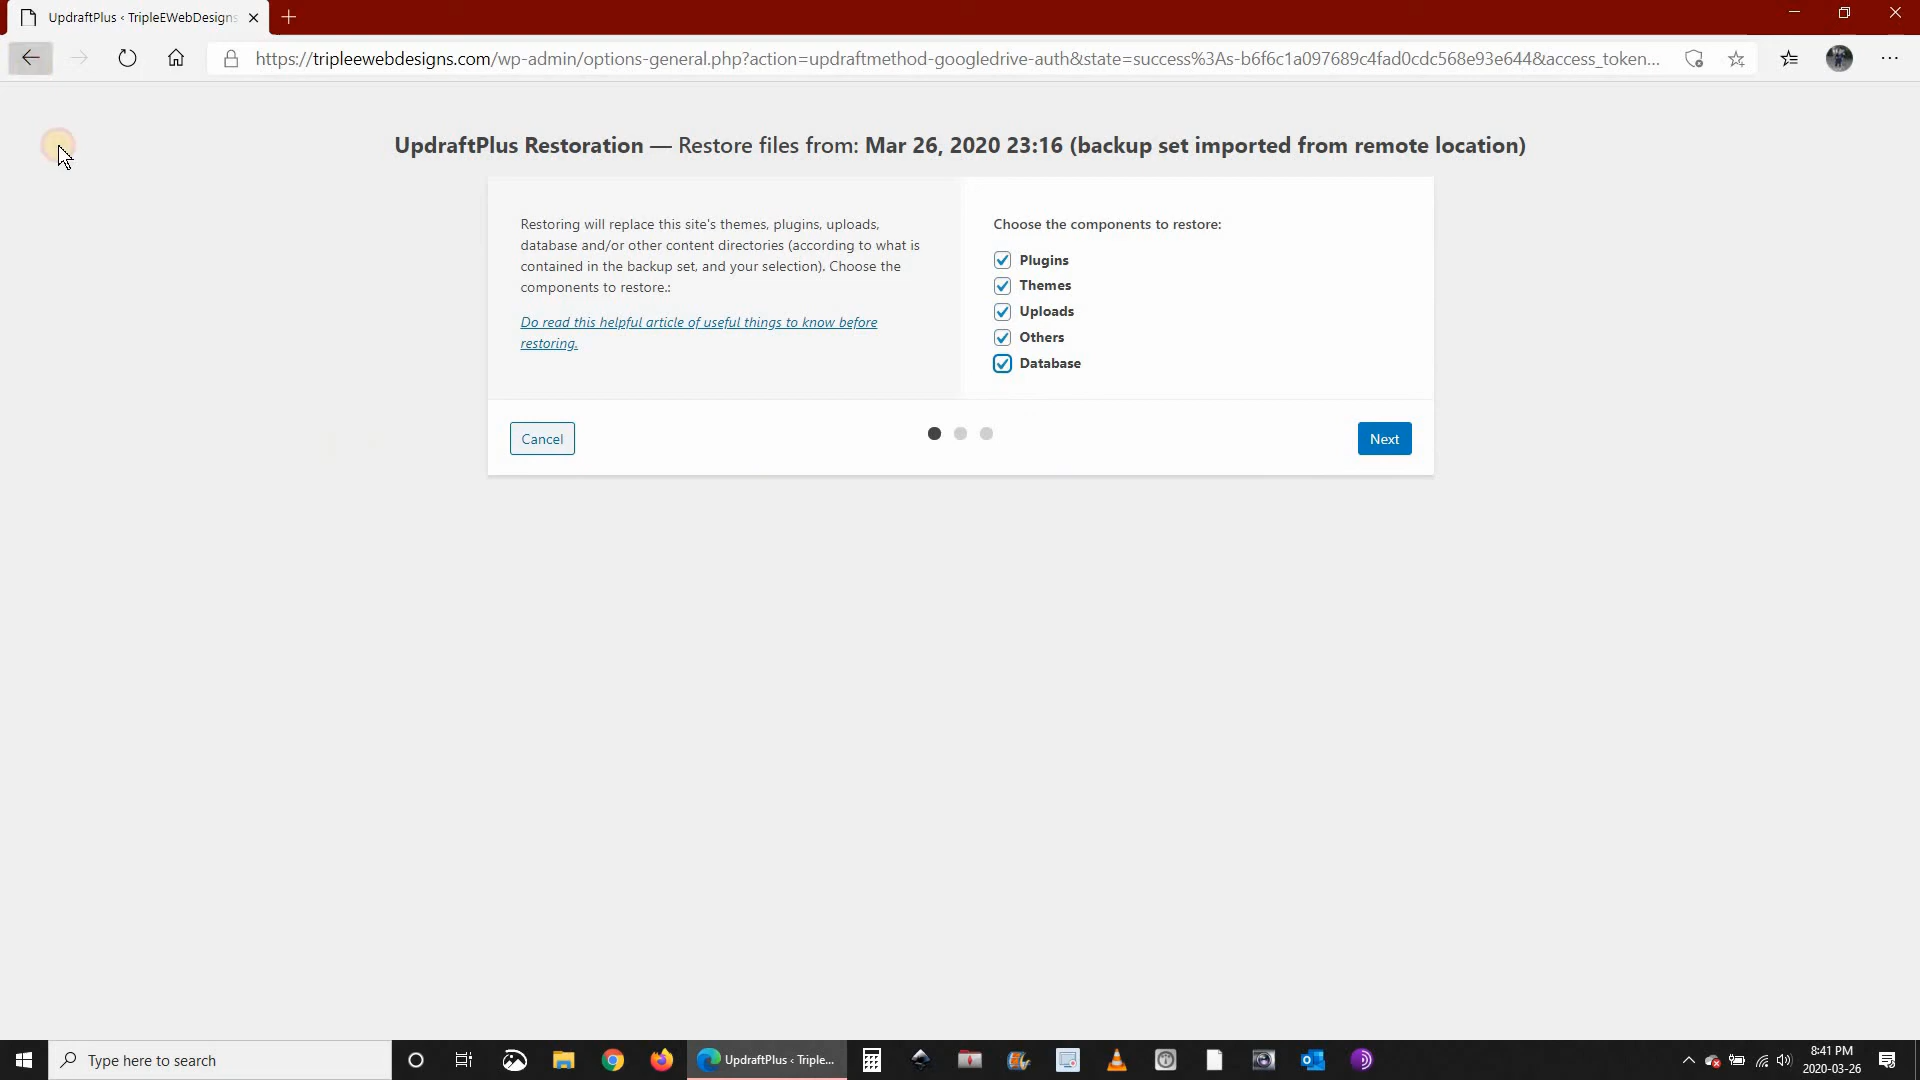 UpdraftPlus ‹ TripleEWebDesigns
https://tripleewebdesigns.com/wp-admin/options-general.php?action=updraftmethod-googledrive-auth&state=success%3As-b6f6c1a097689c4fad0cdc568e93e644&access_token...
UpdraftPlus Restoration — Restore files from: Mar 26, 2020 23:16 (backup set imported from remote location)
Restoring will replace this site's themes, plugins, uploads,
database and/or other content directories (according to what is
contained in the backup set, and your selection). Choose the
components to restore.:
Do read this helpful article of useful things to know before
restoring.
Choose the components to restore:
Plugins
Themes
Uploads
Others
Database
Cancel
Next
Type here to search
UpdraftPlus ‹ Triple...
8:41 PM
2020-03-26